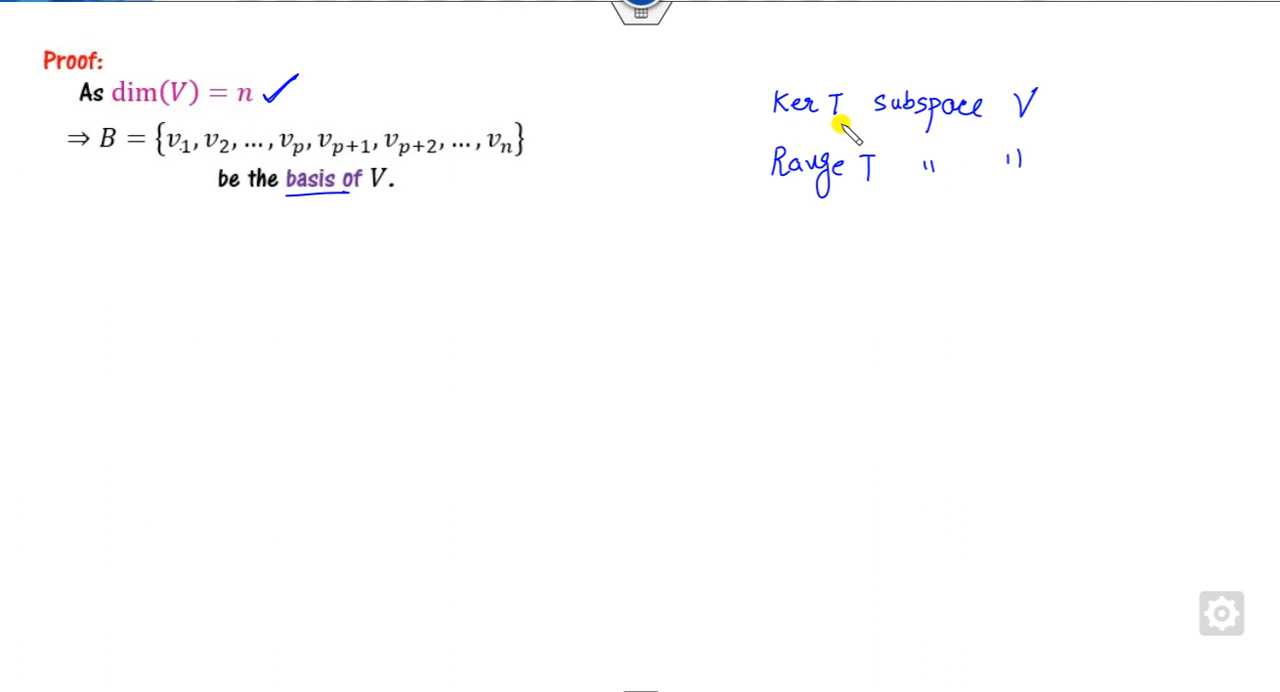 Proof:
As dim(V) = n ✓
⇒ B = {v₁, v₂, …, vₚ, vₚ₊₁, vₚ₊₂, …, vₙ}
be the basis of V.
Ker T subspace V
Range T " "